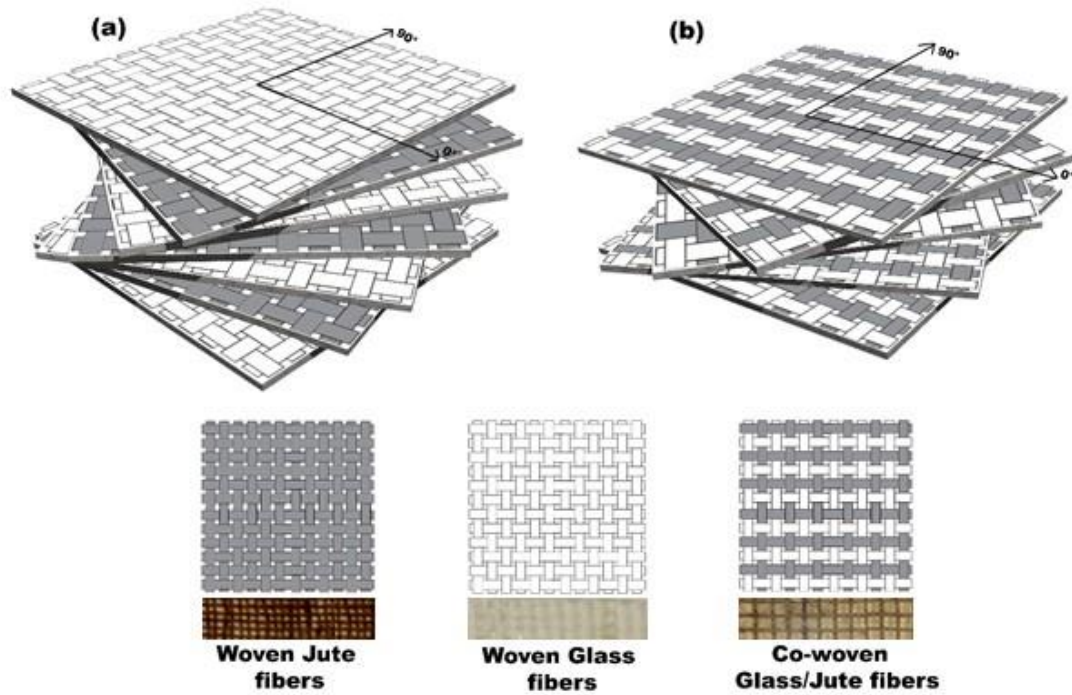 (a)
90°
0°
(b)
90°
0°
Woven Jute
fibers
Woven Glass
fibers
Co-woven
Glass/Jute fibers